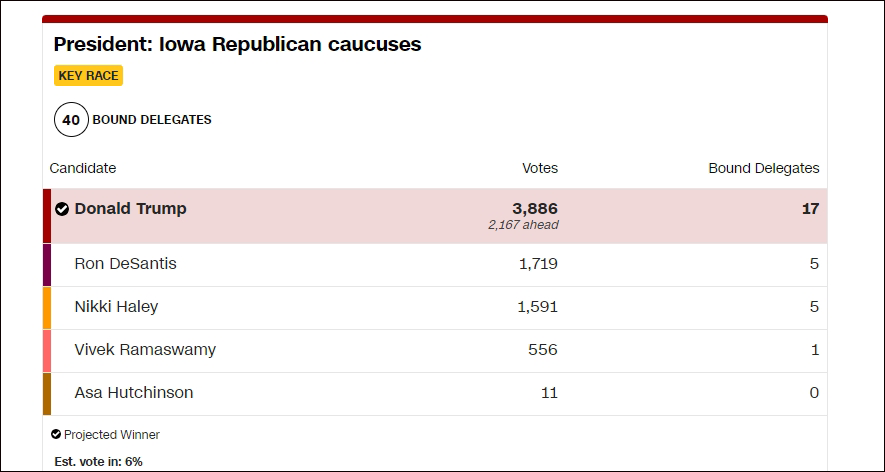 President: Iowa Republican caucuses
KEY RACE
40 BOUND DELEGATES
Candidate Votes Bound Delegates
Donald Trump 3,886 17
2,167 ahead
Ron DeSantis 1,719 5
Nikki Haley 1,591 5
Vivek Ramaswamy 556 1
Asa Hutchinson 11 0
Projected Winner
Est. vote in: 6%